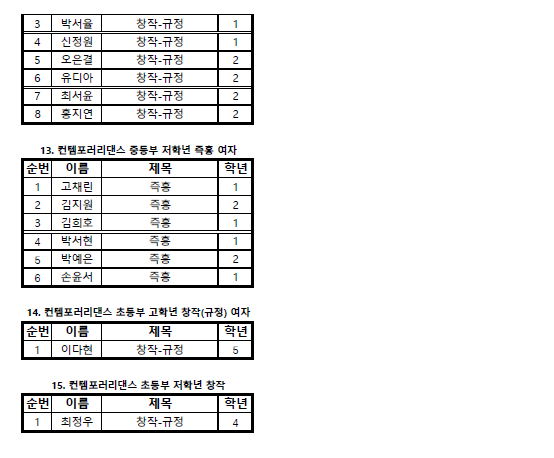 3 박서율 창작-규정 1
4 신정원 창작-규정 1
5 오은결 창작-규정 2
6 유디아 창작-규정 2
7 최서윤 창작-규정 2
8 홍지연 창작-규정 2
13. 컨템포러리댄스 중등부 저학년 즉흥 여자
순번 이름 제목 학년
1 고채린 즉흥 1
2 김지원 즉흥 2
3 김희호 즉흥 1
4 박서현 즉흥 1
5 박예은 즉흥 2
6 손윤서 즉흥 1
14. 컨템포러리댄스 초등부 고학년 창작(규정) 여자
순번 이름 제목 학년
1 이다현 창작-규정 5
15. 컨템포러리댄스 초등부 저학년 창작
순번 이름 제목 학년
1 최정우 창작-규정 4